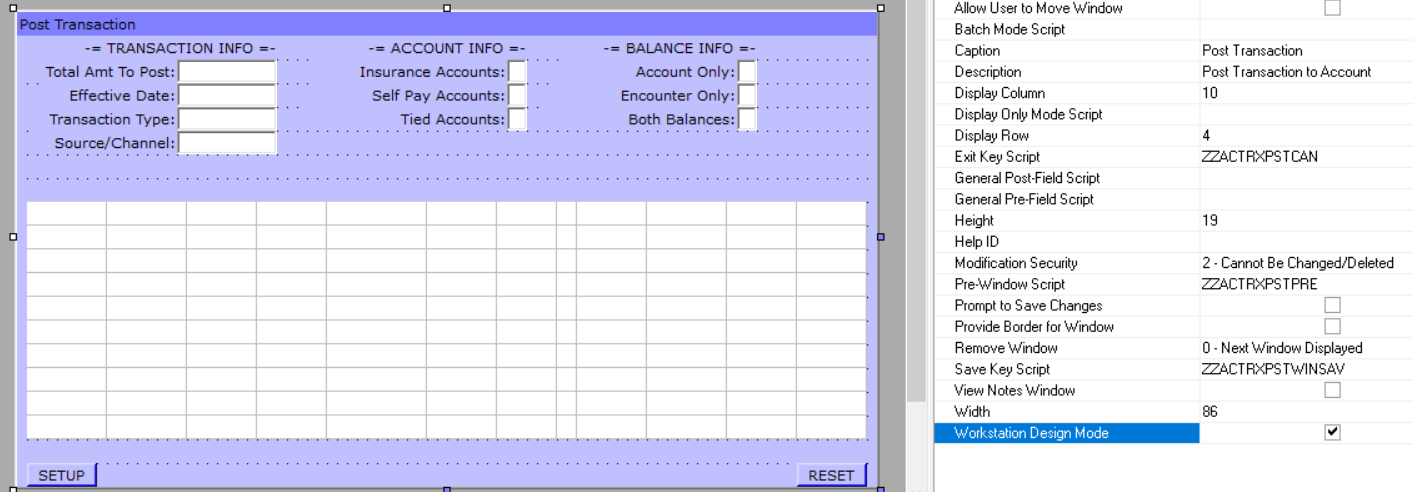 Post Transaction
-= TRANSACTION INFO =- -= ACCOUNT INFO =- -= BALANCE INFO =-
Total Amt To Post: Insurance Accounts: Account Only:
Effective Date: Self Pay Accounts: Encounter Only:
Transaction Type: Tied Accounts: Both Balances:
Source/Channel:
SETUP RESET
Allow User to Move Window
Batch Mode Script
Caption Post Transaction
Description Post Transaction to Account
Display Column 10
Display Only Mode Script
Display Row 4
Exit Key Script ZZACTRXPSTCAN
General Post-Field Script
General Pre-Field Script
Height 19
Help ID
Modification Security 2 - Cannot Be Changed/Deleted
Pre-Window Script ZZACTRXPSTPRE
Prompt to Save Changes
Provide Border for Window
Remove Window 0 - Next Window Displayed
Save Key Script ZZACTRXPSTWINSAV
View Notes Window
Width 86
Workstation Design Mode